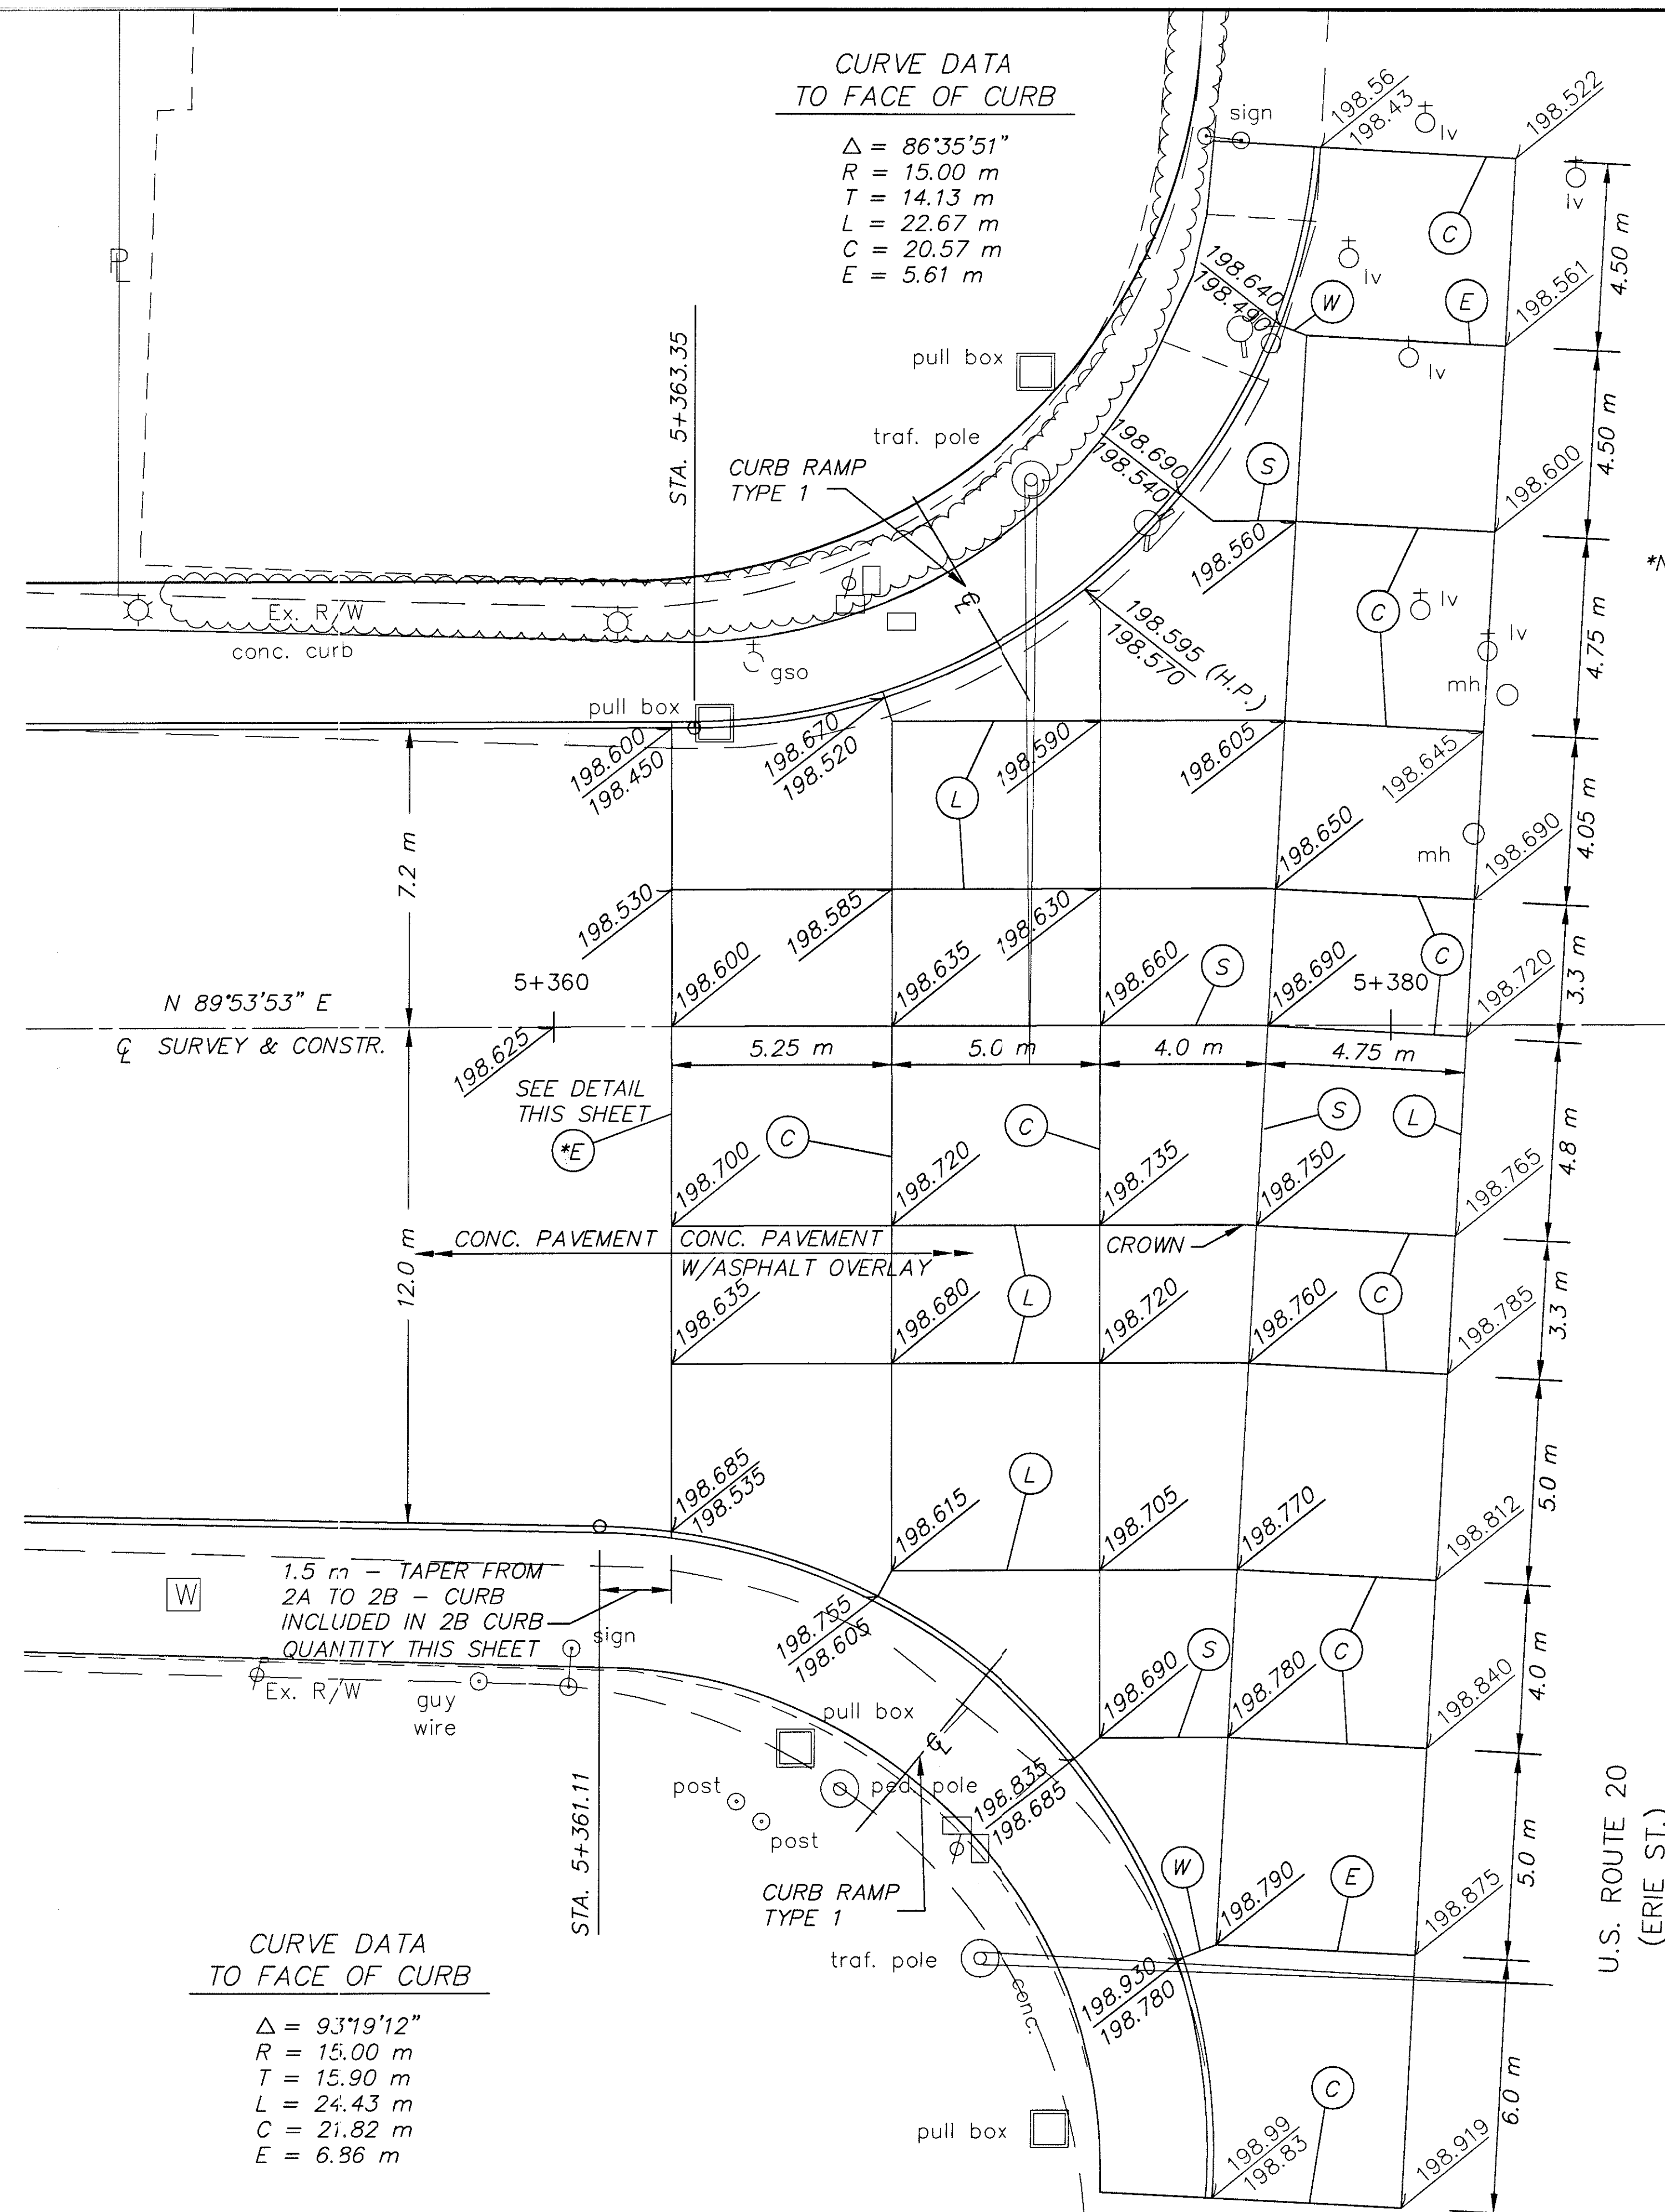 CURVE DATA
TO FACE OF CURB
△ = 86°35'51"
R = 15.00 m
T = 14.13 m
L = 22.67 m
C = 20.57 m
E = 5.61 m
sign
198.56
198.43
lv
198.522
lv
C
4.50 m
PL
198.640
198.490
lv
W
E
198.561
STA. 5+363.35
pull box
lv
4.50 m
traf. pole
CURB RAMP
TYPE 1
198.690
198.540
S
198.600
198.560
Ex. R/W
conc. curb
gso
CL
198.595 (H.P.)
198.570
C
lv
lv
mh
4.75 m
pull box
198.600
198.450
198.670
198.520
198.590
198.605
198.645
L
7.2 m
198.650
mh
198.690
4.05 m
198.530
198.585
198.630
198.600
198.635
198.660
S
198.690
C
198.720
3.3 m
5+360
5+380
N 89°53'53" E
CL SURVEY & CONSTR.
198.625
5.25 m
5.0 m
4.0 m
4.75 m
SEE DETAIL
THIS SHEET
*E
C
C
S
L
4.8 m
198.700
198.720
198.735
198.750
198.765
CONC. PAVEMENT
CONC. PAVEMENT
W/ASPHALT OVERLAY
CROWN
12.0 m
198.635
198.680
L
198.720
198.760
C
198.785
3.3 m
198.685
198.535
L
198.615
198.705
198.770
198.812
5.0 m
1.5 m – TAPER FROM
2A TO 2B – CURB
INCLUDED IN 2B CURB
QUANTITY THIS SHEET
W
sign
Ex. R/W
guy
wire
198.755
198.605
198.690
S
198.780
C
198.840
4.0 m
pull box
CL
post
ped. pole
post
198.835
198.685
STA. 5+361.11
CURB RAMP
TYPE 1
W
198.790
E
198.875
5.0 m
U.S. ROUTE 20
(ERIE ST.)
traf. pole
conc.
198.930
198.780
CURVE DATA
TO FACE OF CURB
△ = 93°19'12"
R = 15.00 m
T = 15.90 m
L = 24.43 m
C = 21.82 m
E = 6.86 m
pull box
C
198.99
198.83
198.919
6.0 m